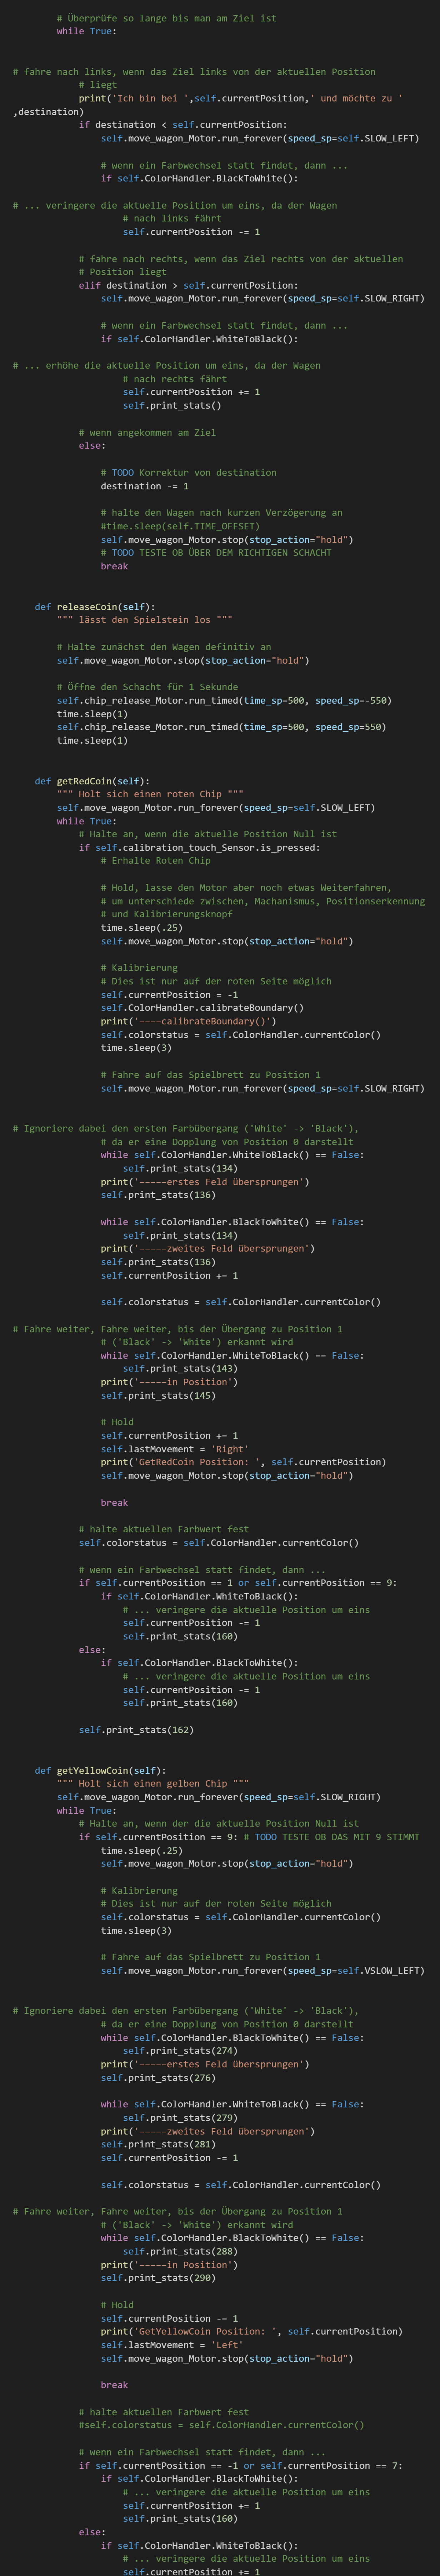 # Überprüfe so lange bis man am Ziel ist
while True:
# fahre nach links, wenn das Ziel links von der aktuellen Position
# liegt
print('Ich bin bei ',self.currentPosition,' und möchte zu '
,destination)
if destination < self.currentPosition:
self.move_wagon_Motor.run_forever(speed_sp=self.SLOW_LEFT)
# wenn ein Farbwechsel statt findet, dann ...
if self.ColorHandler.BlackToWhite():
# ... veringere die aktuelle Position um eins, da der Wagen
# nach links fährt
self.currentPosition -= 1
# fahre nach rechts, wenn das Ziel rechts von der aktuellen
# Position liegt
elif destination > self.currentPosition:
self.move_wagon_Motor.run_forever(speed_sp=self.SLOW_RIGHT)
# wenn ein Farbwechsel statt findet, dann ...
if self.ColorHandler.WhiteToBlack():
# ... erhöhe die aktuelle Position um eins, da der Wagen
# nach rechts fährt
self.currentPosition += 1
self.print_stats()
# wenn angekommen am Ziel
else:
# TODO Korrektur von destination
destination -= 1
# halte den Wagen nach kurzen Verzögerung an
#time.sleep(self.TIME_OFFSET)
self.move_wagon_Motor.stop(stop_action="hold")
# TODO TESTE OB ÜBER DEM RICHTIGEN SCHACHT
break
def releaseCoin(self):
""" lässt den Spielstein los """
# Halte zunächst den Wagen definitiv an
self.move_wagon_Motor.stop(stop_action="hold")
# Öffne den Schacht für 1 Sekunde
self.chip_release_Motor.run_timed(time_sp=500, speed_sp=-550)
time.sleep(1)
self.chip_release_Motor.run_timed(time_sp=500, speed_sp=550)
time.sleep(1)
def getRedCoin(self):
""" Holt sich einen roten Chip """
self.move_wagon_Motor.run_forever(speed_sp=self.SLOW_LEFT)
while True:
# Halte an, wenn die aktuelle Position Null ist
if self.calibration_touch_Sensor.is_pressed:
# Erhalte Roten Chip
# Hold, lasse den Motor aber noch etwas Weiterfahren,
# um unterschiede zwischen, Machanismus, Positionserkennung
# und Kalibrierungsknopf
time.sleep(.25)
self.move_wagon_Motor.stop(stop_action="hold")
# Kalibrierung
# Dies ist nur auf der roten Seite möglich
self.currentPosition = -1
self.ColorHandler.calibrateBoundary()
print('----calibrateBoundary()')
self.colorstatus = self.ColorHandler.currentColor()
time.sleep(3)
# Fahre auf das Spielbrett zu Position 1
self.move_wagon_Motor.run_forever(speed_sp=self.SLOW_RIGHT)
# Ignoriere dabei den ersten Farbübergang ('White' -> 'Black'),
# da er eine Dopplung von Position 0 darstellt
while self.ColorHandler.WhiteToBlack() == False:
self.print_stats(134)
print('-----erstes Feld übersprungen')
self.print_stats(136)
while self.ColorHandler.BlackToWhite() == False:
self.print_stats(134)
print('-----zweites Feld übersprungen')
self.print_stats(136)
self.currentPosition += 1
self.colorstatus = self.ColorHandler.currentColor()
# Fahre weiter, Fahre weiter, bis der Übergang zu Position 1
# ('Black' -> 'White') erkannt wird
while self.ColorHandler.WhiteToBlack() == False:
self.print_stats(143)
print('-----in Position')
self.print_stats(145)
# Hold
self.currentPosition += 1
self.lastMovement = 'Right'
print('GetRedCoin Position: ', self.currentPosition)
self.move_wagon_Motor.stop(stop_action="hold")
break
# halte aktuellen Farbwert fest
self.colorstatus = self.ColorHandler.currentColor()
# wenn ein Farbwechsel statt findet, dann ...
if self.currentPosition == 1 or self.currentPosition == 9:
if self.ColorHandler.WhiteToBlack():
# ... veringere die aktuelle Position um eins
self.currentPosition -= 1
self.print_stats(160)
else:
if self.ColorHandler.BlackToWhite():
# ... veringere die aktuelle Position um eins
self.currentPosition -= 1
self.print_stats(160)
self.print_stats(162)
def getYellowCoin(self):
""" Holt sich einen gelben Chip """
self.move_wagon_Motor.run_forever(speed_sp=self.SLOW_RIGHT)
while True:
# Halte an, wenn der die aktuelle Position Null ist
if self.currentPosition == 9: # TODO TESTE OB DAS MIT 9 STIMMT
time.sleep(.25)
self.move_wagon_Motor.stop(stop_action="hold")
# Kalibrierung
# Dies ist nur auf der roten Seite möglich
self.colorstatus = self.ColorHandler.currentColor()
time.sleep(3)
# Fahre auf das Spielbrett zu Position 1
self.move_wagon_Motor.run_forever(speed_sp=self.VSLOW_LEFT)
# Ignoriere dabei den ersten Farbübergang ('White' -> 'Black'),
# da er eine Dopplung von Position 0 darstellt
while self.ColorHandler.BlackToWhite() == False:
self.print_stats(274)
print('-----erstes Feld übersprungen')
self.print_stats(276)
while self.ColorHandler.WhiteToBlack() == False:
self.print_stats(279)
print('-----zweites Feld übersprungen')
self.print_stats(281)
self.currentPosition -= 1
self.colorstatus = self.ColorHandler.currentColor()
# Fahre weiter, Fahre weiter, bis der Übergang zu Position 1
# ('Black' -> 'White') erkannt wird
while self.ColorHandler.BlackToWhite() == False:
self.print_stats(288)
print('-----in Position')
self.print_stats(290)
# Hold
self.currentPosition -= 1
print('GetYellowCoin Position: ', self.currentPosition)
self.lastMovement = 'Left'
self.move_wagon_Motor.stop(stop_action="hold")
break
# halte aktuellen Farbwert fest
#self.colorstatus = self.ColorHandler.currentColor()
# wenn ein Farbwechsel statt findet, dann ...
if self.currentPosition == -1 or self.currentPosition == 7:
if self.ColorHandler.BlackToWhite():
# ... veringere die aktuelle Position um eins
self.currentPosition += 1
self.print_stats(160)
else:
if self.ColorHandler.WhiteToBlack():
# ... veringere die aktuelle Position um eins
self.currentPosition += 1